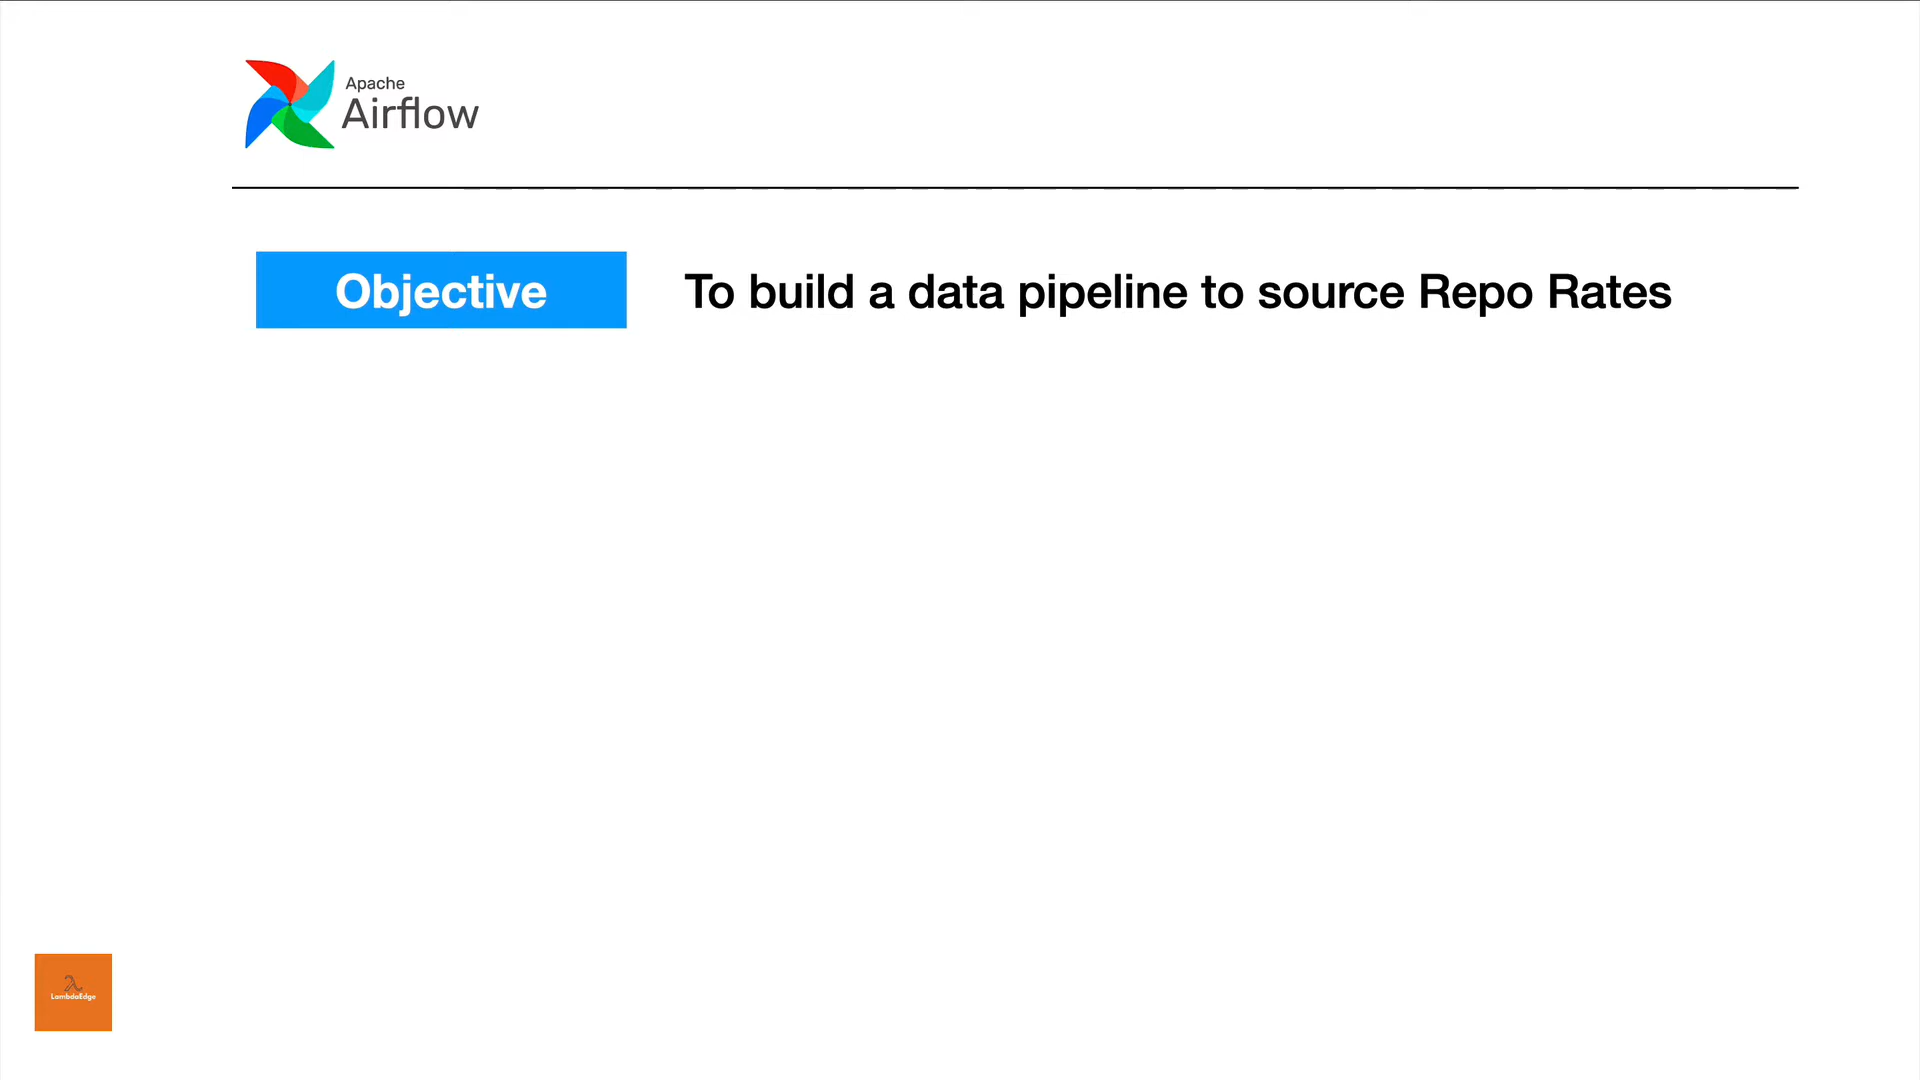 Apache
Airflow
Objective
To build a data pipeline to source Repo Rates
LambdaEdge